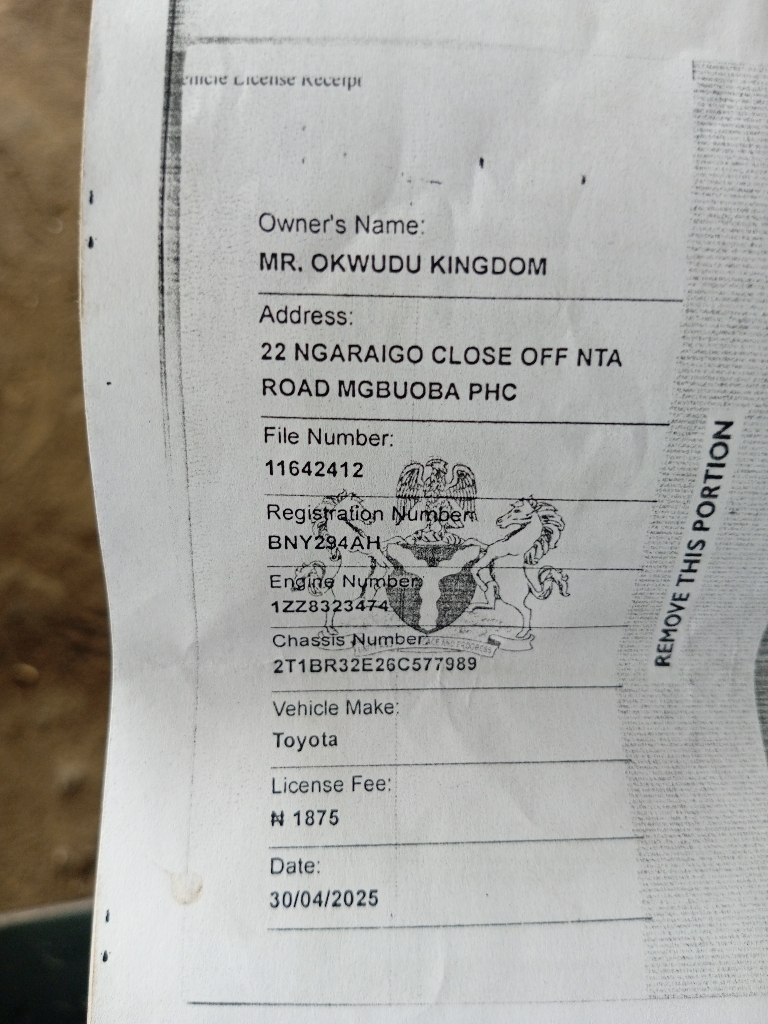 Vehicle License Receipt
Owner's Name:
MR. OKWUDU KINGDOM
Address:
22 NGARAIGO CLOSE OFF NTA
ROAD MGBUOBA PHC
File Number:
11642412
Registration Number:
BNY294AH
Engine Number:
1ZZ8323474
Chassis Number:
2T1BR32E26C577989
Vehicle Make:
Toyota
License Fee:
₦ 1875
Date:
30/04/2025
REMOVE THIS PORTION